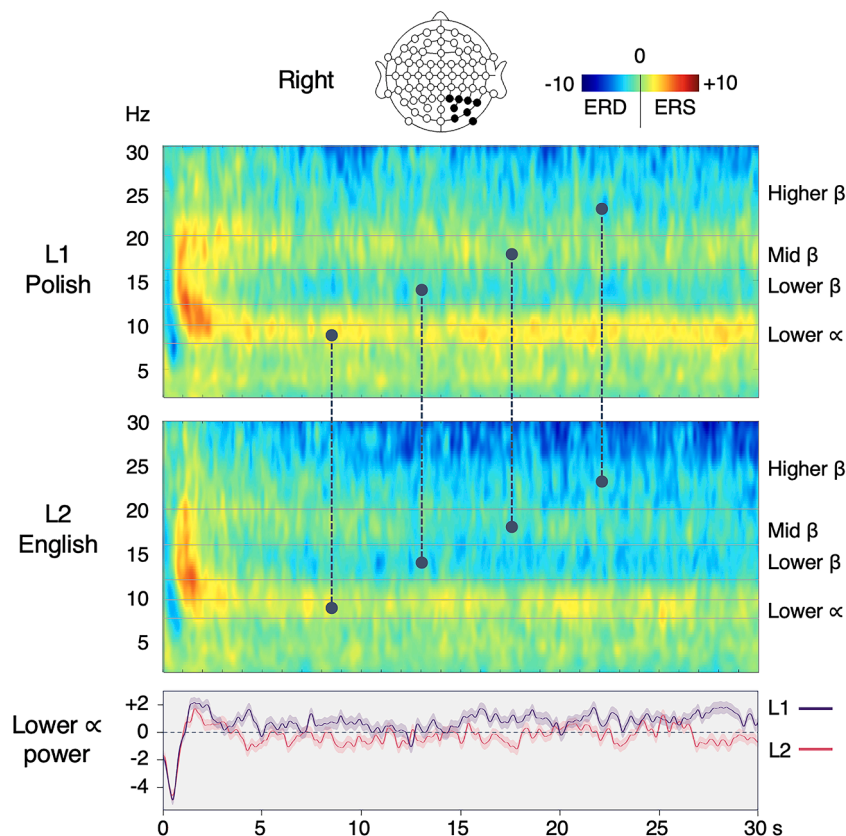 Right
-10
0
+10
ERD
ERS
Hz
L1
Polish
30
25
20
15
10
5
Higher β
Mid β
Lower β
Lower ∝
L2
English
30
25
20
15
10
5
Higher β
Mid β
Lower β
Lower ∝
Lower ∝
power
+2
0
-2
-4
L1
L2
0
5
10
15
20
25
30 s